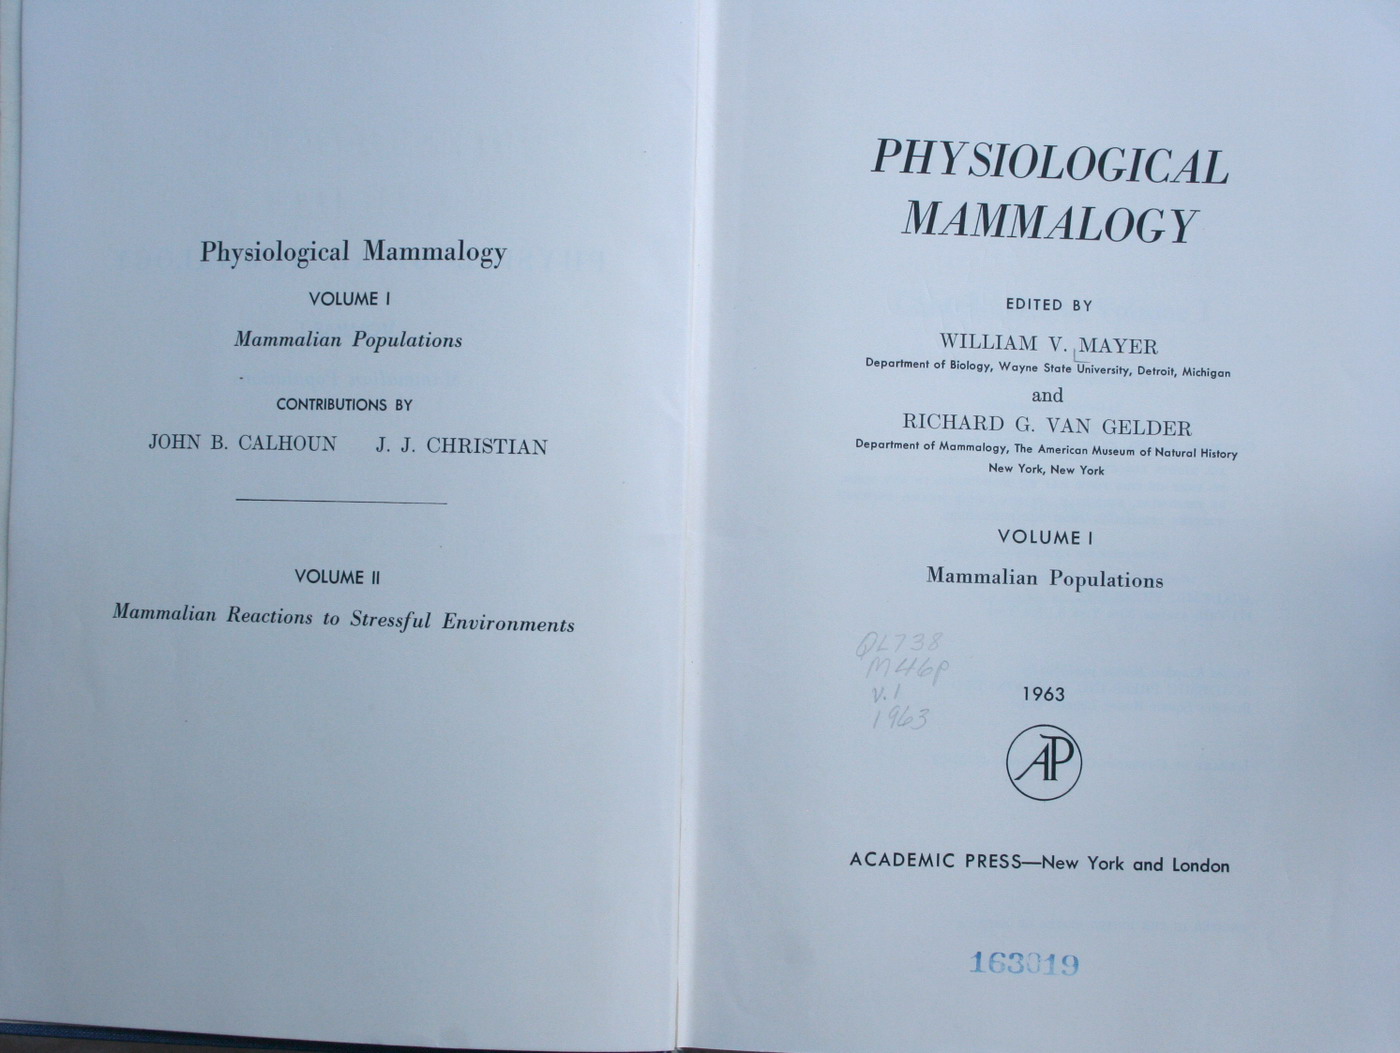 Physiological Mammalogy
VOLUME I
Mammalian Populations
CONTRIBUTIONS BY
JOHN B. CALHOUN J. J. CHRISTIAN
VOLUME II
Mammalian Reactions to Stressful Environments
PHYSIOLOGICAL
MAMMALOGY
EDITED BY
WILLIAM V. MAYER
Department of Biology, Wayne State University, Detroit, Michigan
and
RICHARD G. VAN GELDER
Department of Mammalogy, The American Museum of Natural History
New York, New York
VOLUME I
Mammalian Populations
QL738
M46p
v.1
1963
1963
AP
ACADEMIC PRESS—New York and London
163019